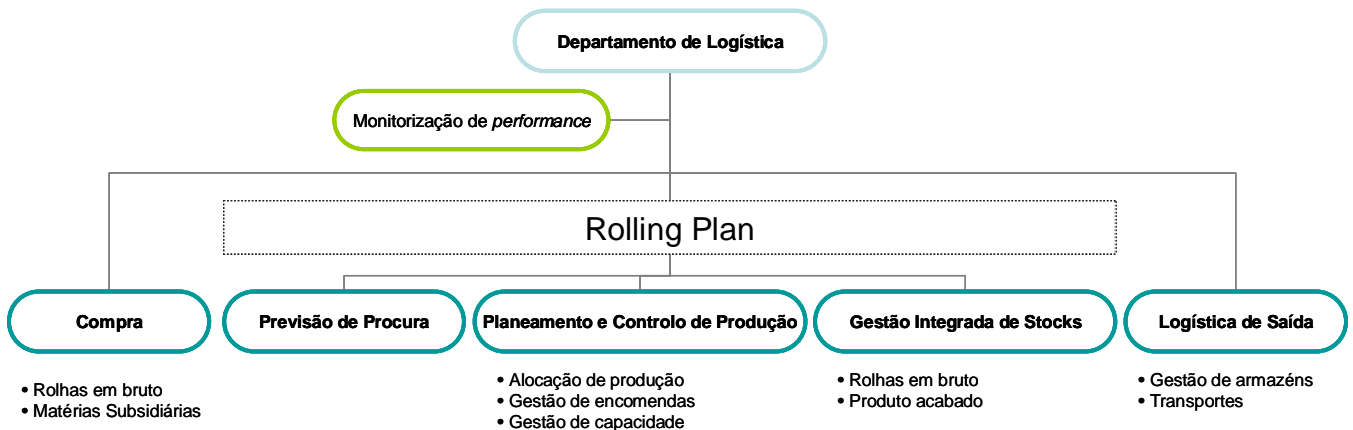 Departamento de Logística
Monitorização de performance
Rolling Plan
Compra
Previsão de Procura
Planeamento e Controlo de Produção
Gestão Integrada de Stocks
Logística de Saída
• Rolhas em bruto
• Matérias Subsidiárias
• Alocação de produção
• Gestão de encomendas
• Gestão de capacidade
• Rolhas em bruto
• Produto acabado
• Gestão de armazéns
• Transportes